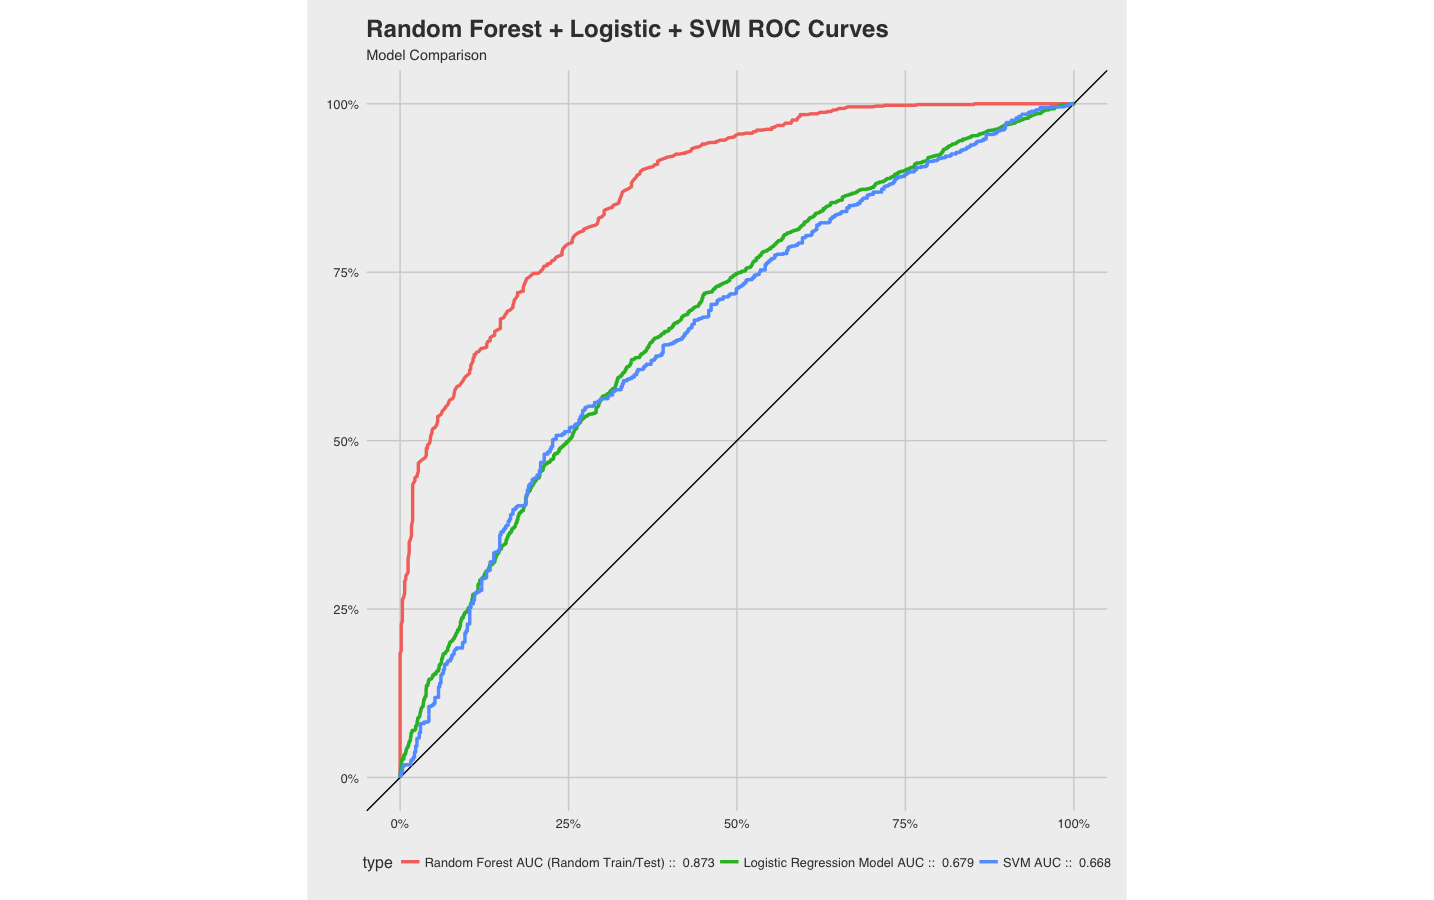 Random Forest + Logistic + SVM ROC Curves
Model Comparison
100%
75%
50%
25%
0%
0% 25% 50% 75% 100%
type Random Forest AUC (Random Train/Test) :: 0.873 Logistic Regression Model AUC :: 0.679 SVM AUC :: 0.668